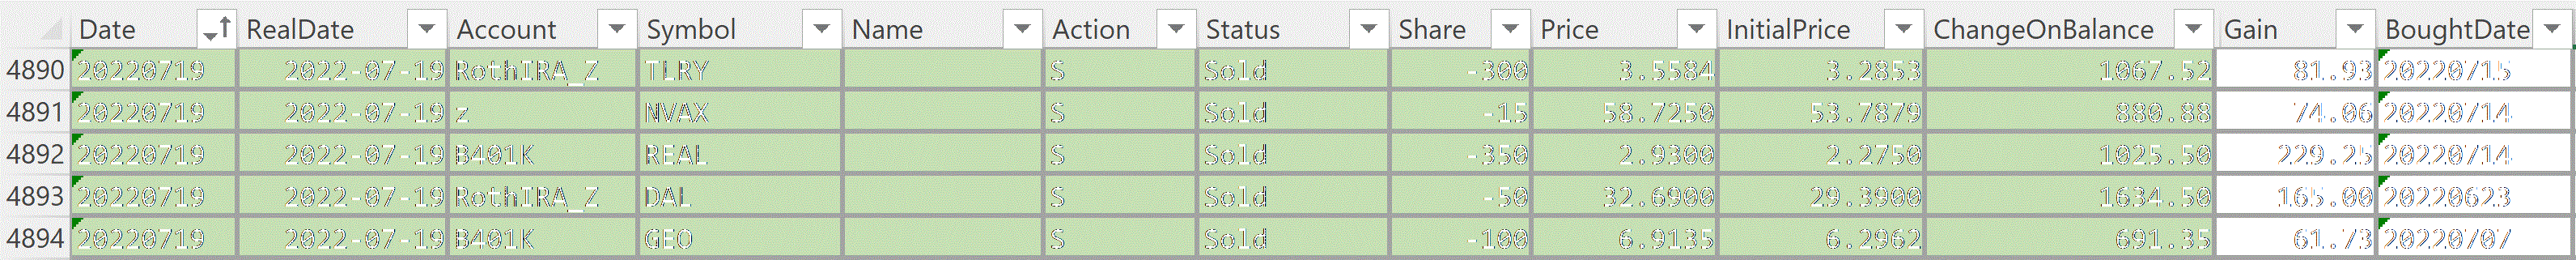 Date RealDate Account Symbol Name Action Status Share Price InitialPrice ChangeOnBalance Gain BoughtDate
4890 20220719 2022-07-19 RothIRA_Z TLRY S Sold -300 3.5584 3.2853 1067.52 81.93 20220715
4891 20220719 2022-07-19 z NVAX S Sold -15 58.7250 53.7879 880.88 74.06 20220714
4892 20220719 2022-07-19 B401K REAL S Sold -350 2.9300 2.2750 1025.50 229.25 20220714
4893 20220719 2022-07-19 RothIRA_Z DAL S Sold -50 32.6900 29.3900 1634.50 165.00 20220623
4894 20220719 2022-07-19 B401K GEO S Sold -100 6.9135 6.2962 691.35 61.73 20220707